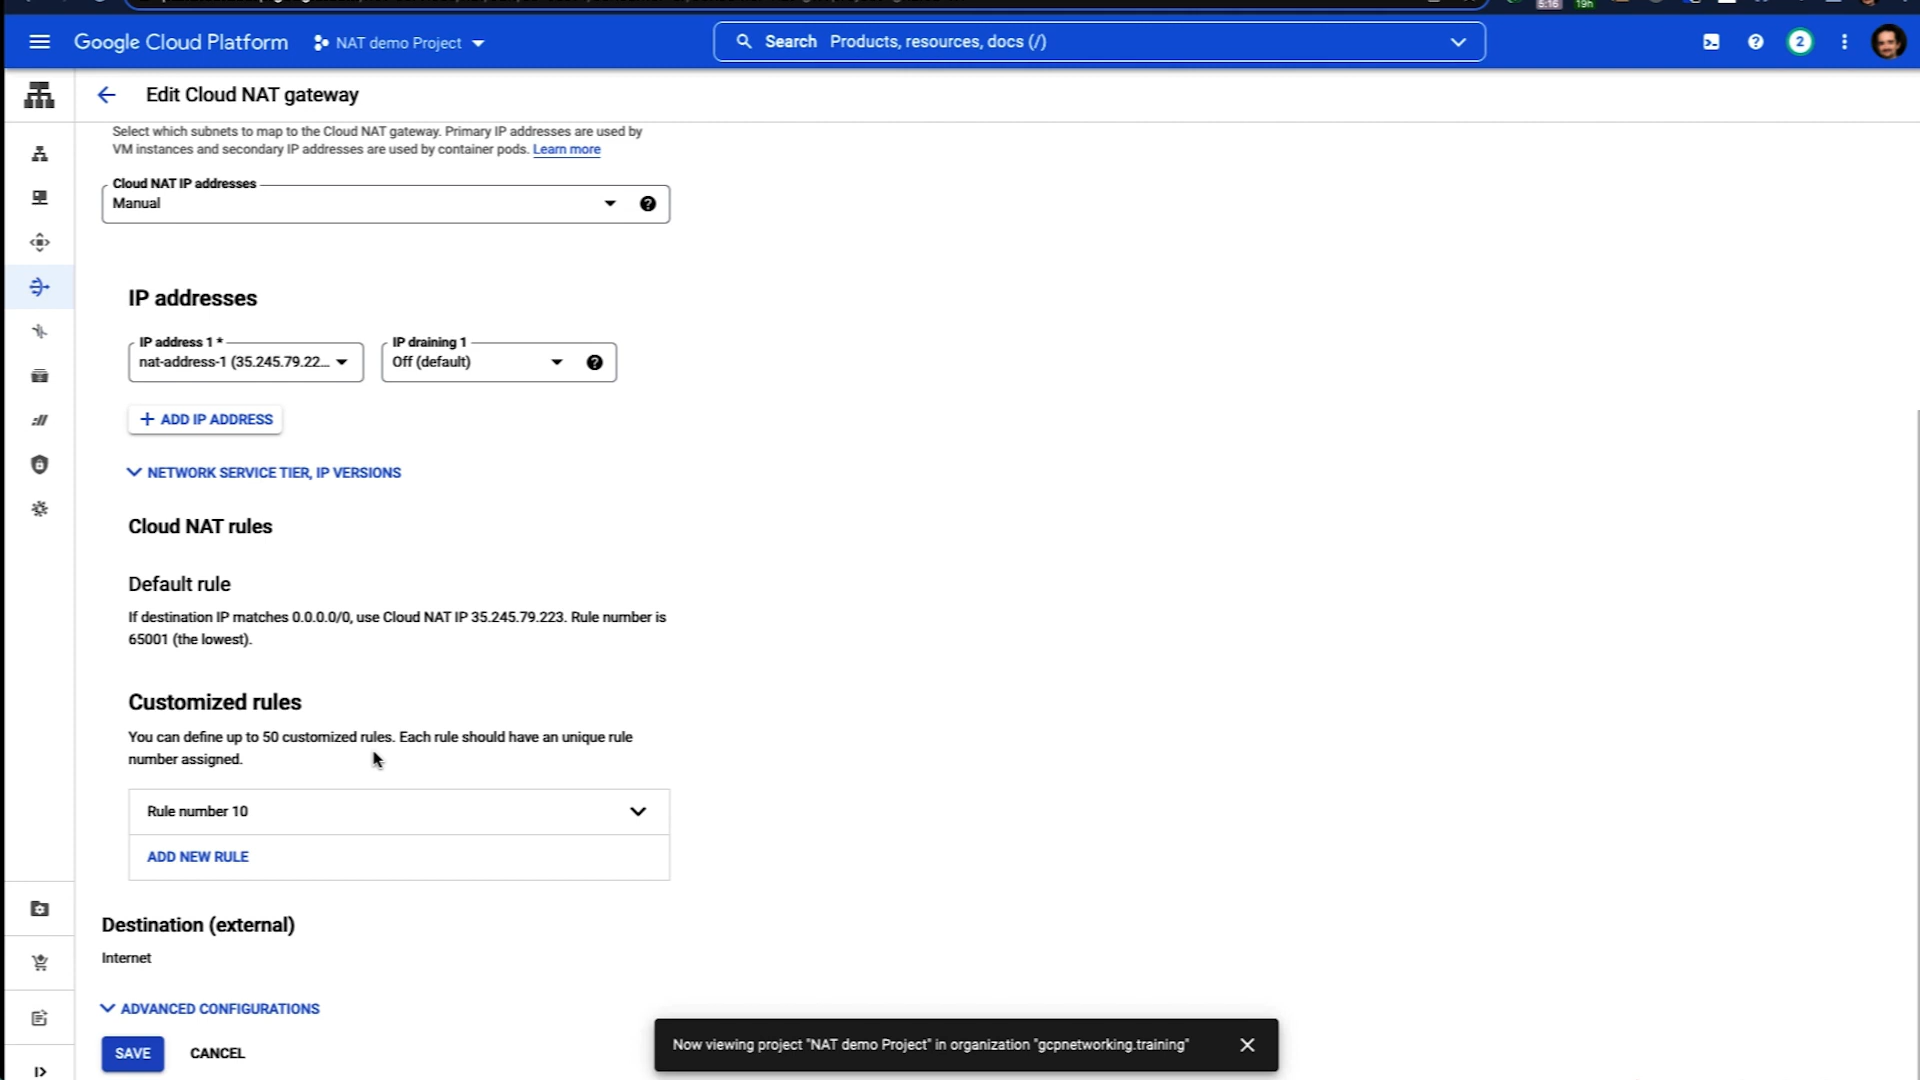 5:16
19h
Google Cloud Platform
NAT demo Project
Search Products, resources, docs (/)
2
Edit Cloud NAT gateway
Select which subnets to map to the Cloud NAT gateway. Primary IP addresses are used by
VM instances and secondary IP addresses are used by container pods. Learn more
Cloud NAT IP addresses
Manual
IP addresses
IP address 1 *
nat-address-1 (35.245.79.22...
IP draining 1
Off (default)
+ ADD IP ADDRESS
NETWORK SERVICE TIER, IP VERSIONS
Cloud NAT rules
Default rule
If destination IP matches 0.0.0.0/0, use Cloud NAT IP 35.245.79.223. Rule number is
65001 (the lowest).
Customized rules
You can define up to 50 customized rules. Each rule should have an unique rule
number assigned.
Rule number 10
ADD NEW RULE
Destination (external)
Internet
ADVANCED CONFIGURATIONS
SAVE
CANCEL
Now viewing project "NAT demo Project" in organization "gcpnetworking.training"